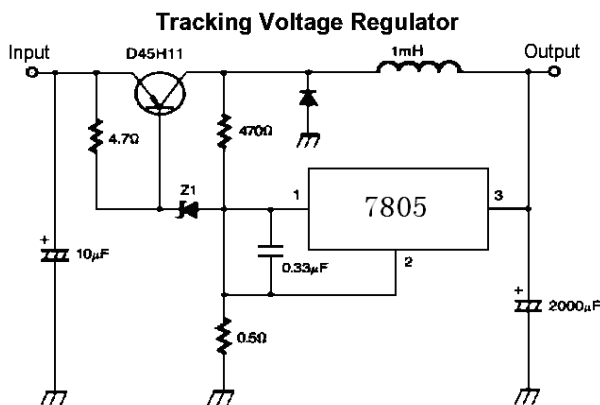 Tracking Voltage Regulator
Input
D45H11
1mH
Output
4.7Ω
470Ω
Z1
1
7805
3
2
+
10µF
0.33µF
+
2000µF
0.5Ω